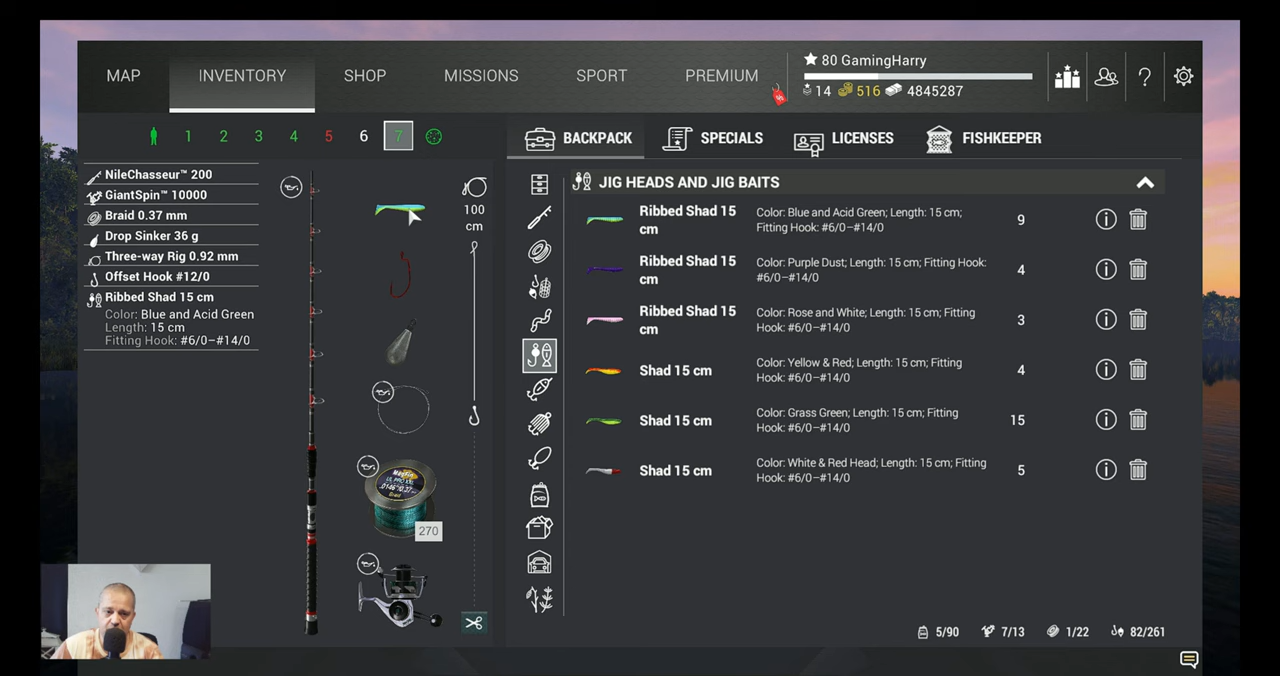 MAP
INVENTORY
SHOP
MISSIONS
SPORT
PREMIUM
80 GamingHarry
14 516 4845287
1 2 3 4 5 6 7
BACKPACK
SPECIALS
LICENSES
FISHKEEPER
NileChasseur™ 200
GiantSpin™ 10000
Braid 0.37 mm
Drop Sinker 36 g
Three-way Rig 0.92 mm
Offset Hook #12/0
Ribbed Shad 15 cm
Color: Blue and Acid Green
Length: 15 cm
Fitting Hook: #6/0–#14/0
100
cm
270
JIG HEADS AND JIG BAITS
Ribbed Shad 15
cm
Color: Blue and Acid Green; Length: 15 cm;
Fitting Hook: #6/0–#14/0
9
Ribbed Shad 15
cm
Color: Purple Dust; Length: 15 cm; Fitting Hook:
#6/0–#14/0
4
Ribbed Shad 15
cm
Color: Rose and White; Length: 15 cm; Fitting
Hook: #6/0–#14/0
3
Shad 15 cm
Color: Yellow & Red; Length: 15 cm; Fitting
Hook: #6/0–#14/0
4
Shad 15 cm
Color: Grass Green; Length: 15 cm; Fitting
Hook: #6/0–#14/0
15
Shad 15 cm
Color: White & Red Head; Length: 15 cm; Fitting
Hook: #6/0–#14/0
5
5/90 7/13 1/22 82/261